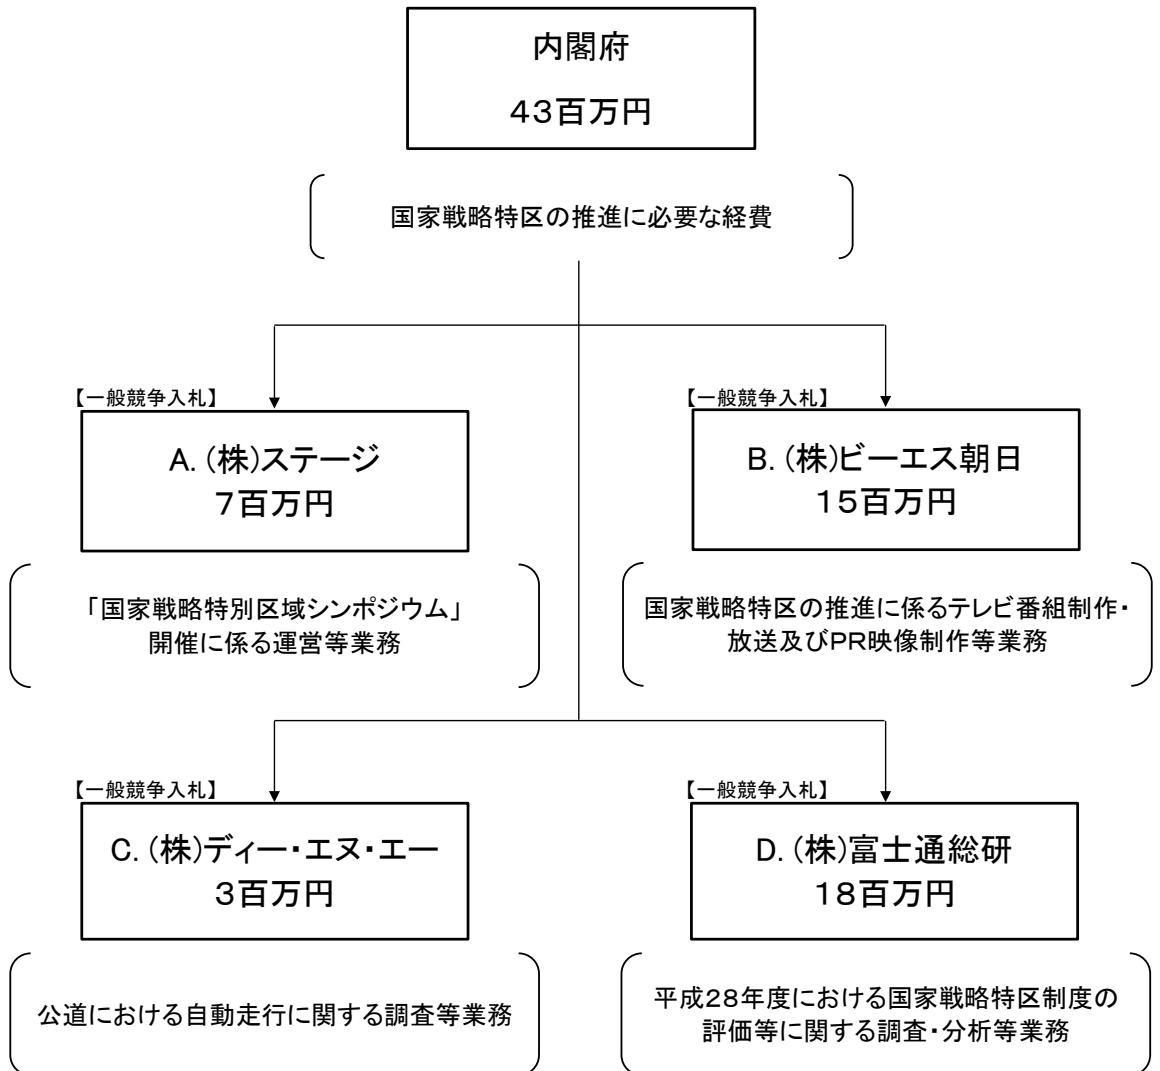 内閣府
43百万円
国家戦略特区の推進に必要な経費
【一般競争入札】
A. (株)ステージ
7百万円
「国家戦略特別区域シンポジウム」
開催に係る運営等業務
【一般競争入札】
B. (株)ビーエス朝日
15百万円
国家戦略特区の推進に係るテレビ番組制作・
放送及びPR映像制作等業務
【一般競争入札】
C. (株)ディー・エヌ・エー
3百万円
公道における自動走行に関する調査等業務
【一般競争入札】
D. (株)富士通総研
18百万円
平成28年度における国家戦略特区制度の
評価等に関する調査・分析等業務